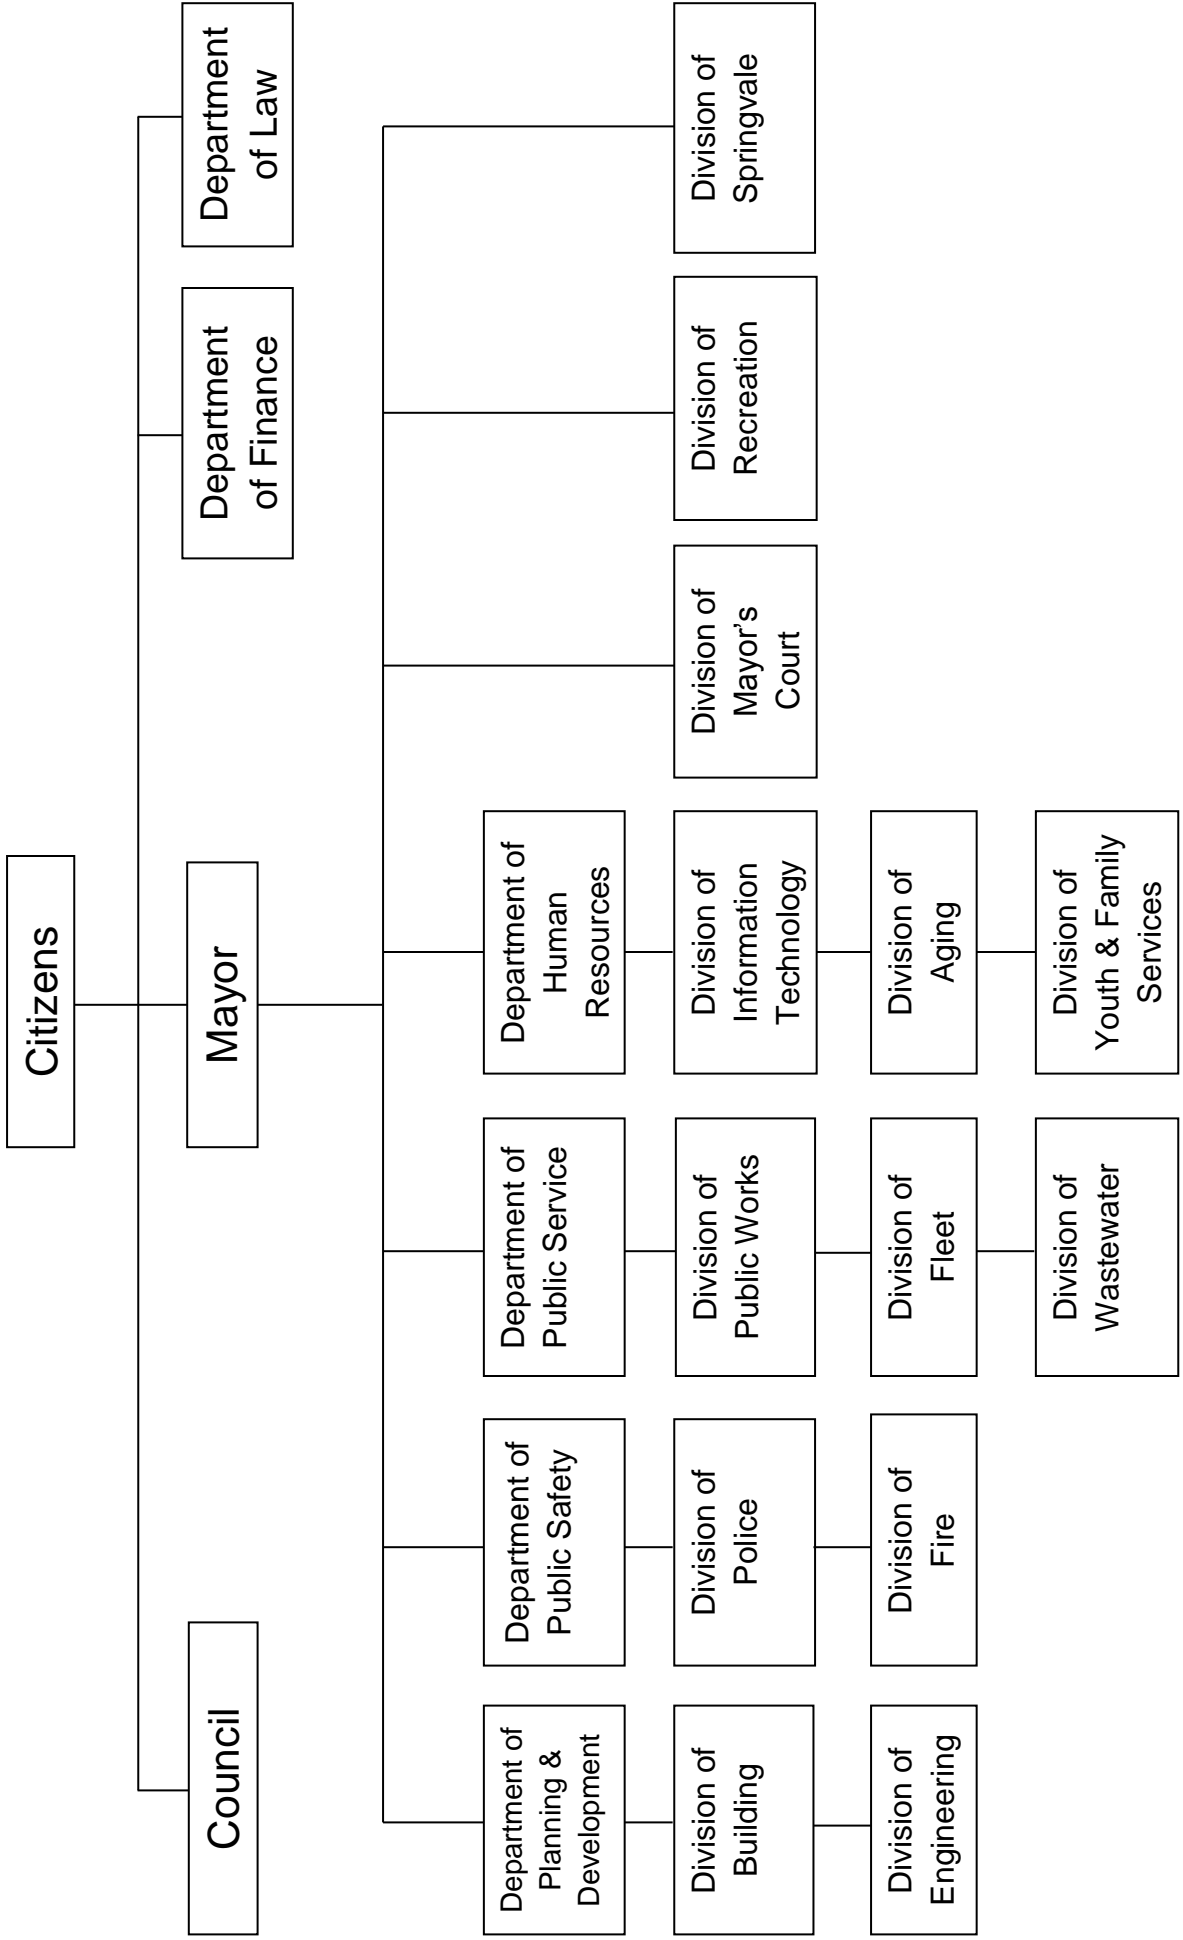 Citizens
Council
Mayor
Department
of Finance
Department
of Law
Department of
Planning &
Development
Department of
Public Safety
Department of
Public Service
Department of
Human
Resources
Division of
Building
Division of
Police
Division of
Public Works
Division of
Information
Technology
Division of
Mayor's
Court
Division of
Recreation
Division of
Springvale
Division of
Engineering
Division of
Fire
Division of
Fleet
Division of
Aging
Division of
Wastewater
Division of
Youth & Family
Services